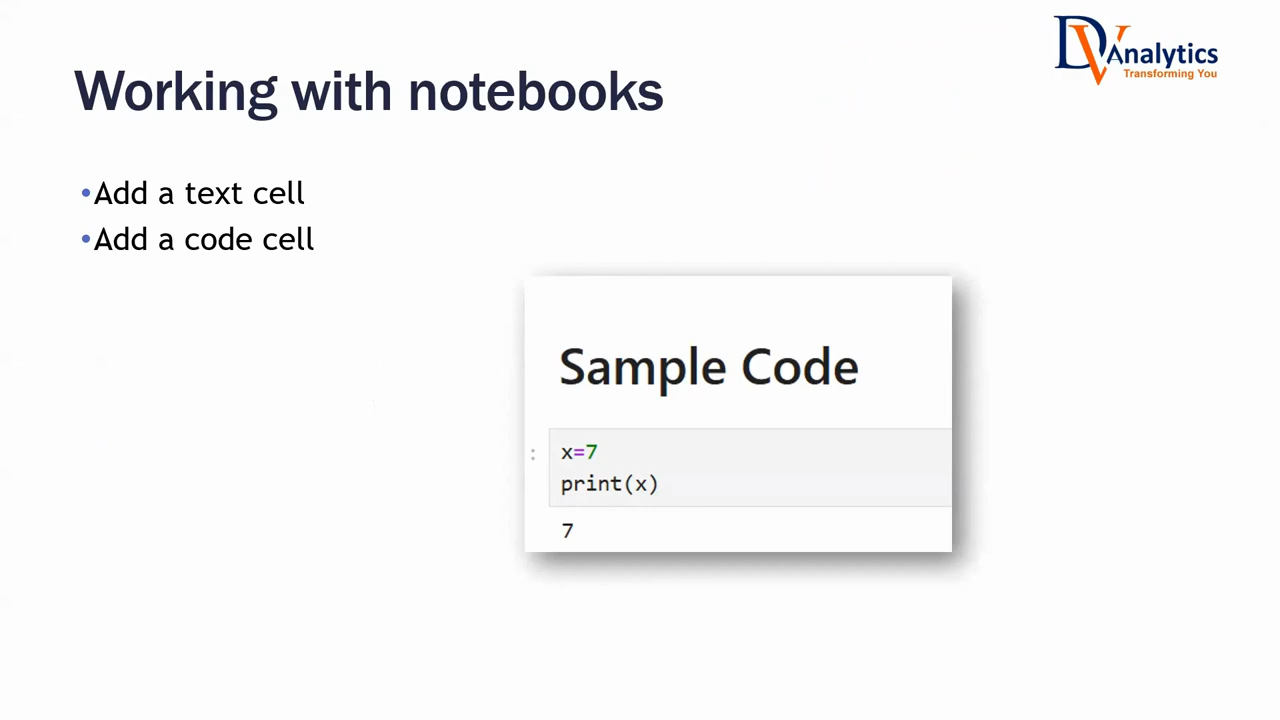 DV Analytics
Transforming You
Working with notebooks
•Add a text cell
•Add a code cell
Sample Code
:
x=7
print(x)
7